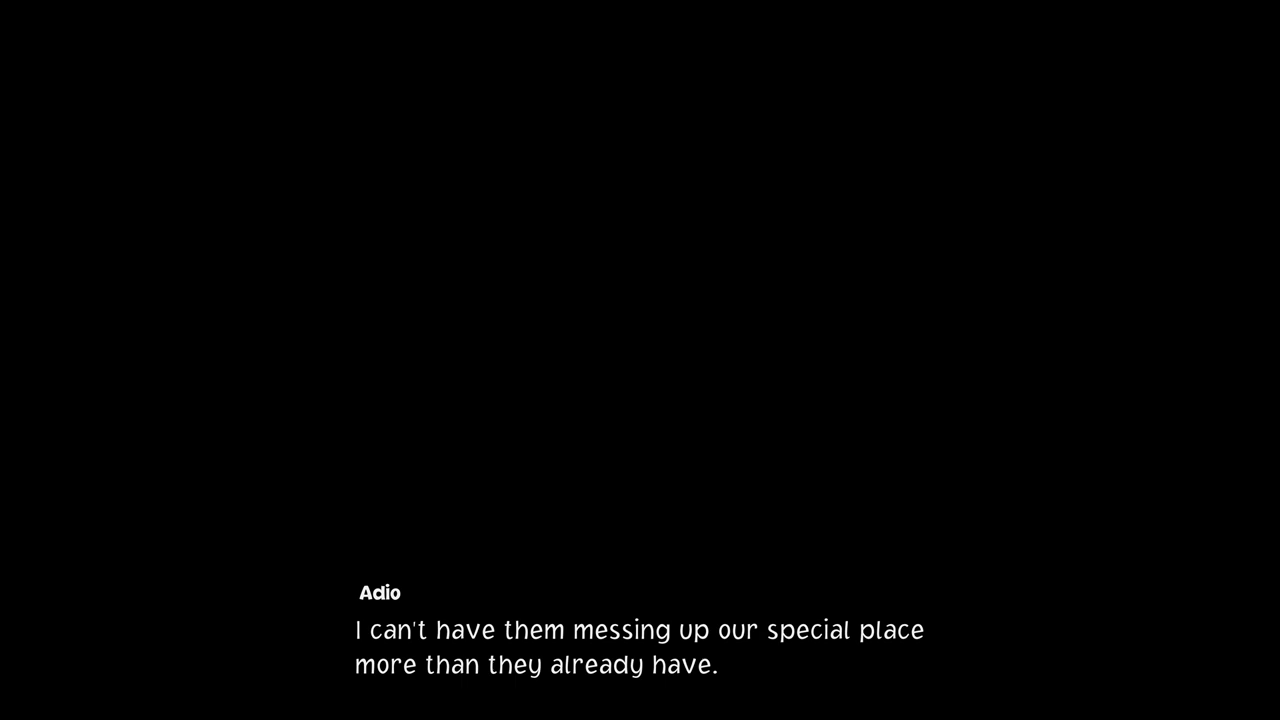 Adio
I can't have them messing up our special place
more than they already have.